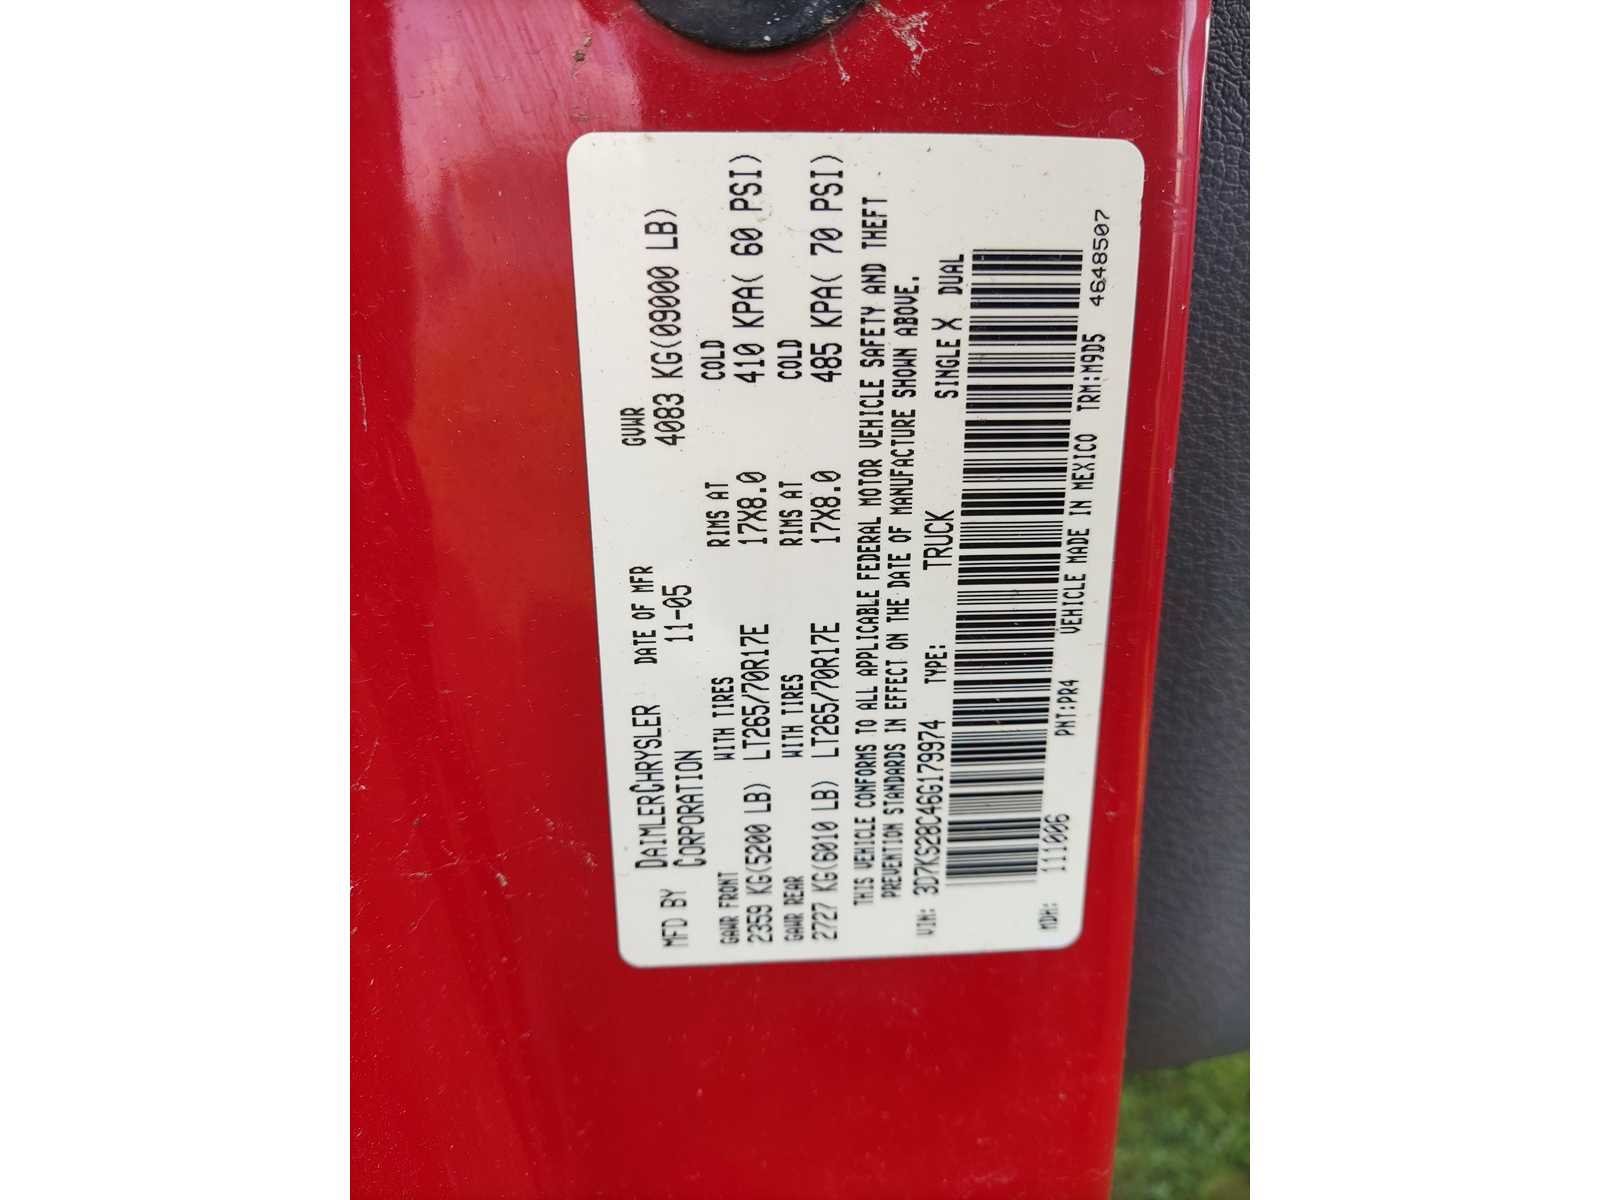 MFD BY DAIMLERCHRYSLER DATE OF MFR GVWR
CORPORATION 11-05 4083 KG(09000 LB)
GAWR FRONT WITH TIRES RIMS AT COLD
2359 KG(5200 LB) LT265/70R17E 17X8.0 410 KPA( 60 PSI)
GAWR REAR WITH TIRES RIMS AT COLD
2727 KG(6010 LB) LT265/70R17E 17X8.0 485 KPA( 70 PSI)
THIS VEHICLE CONFORMS TO ALL APPLICABLE FEDERAL MOTOR VEHICLE SAFETY AND THEFT
PREVENTION STANDARDS IN EFFECT ON THE DATE OF MANUFACTURE SHOWN ABOVE.
VIN: 3D7KS28C46G179974 TYPE: TRUCK SINGLE X DUAL
MDH: 111006 PNT:PR4 VEHICLE MADE IN MEXICO TRM:M9D5 4648507